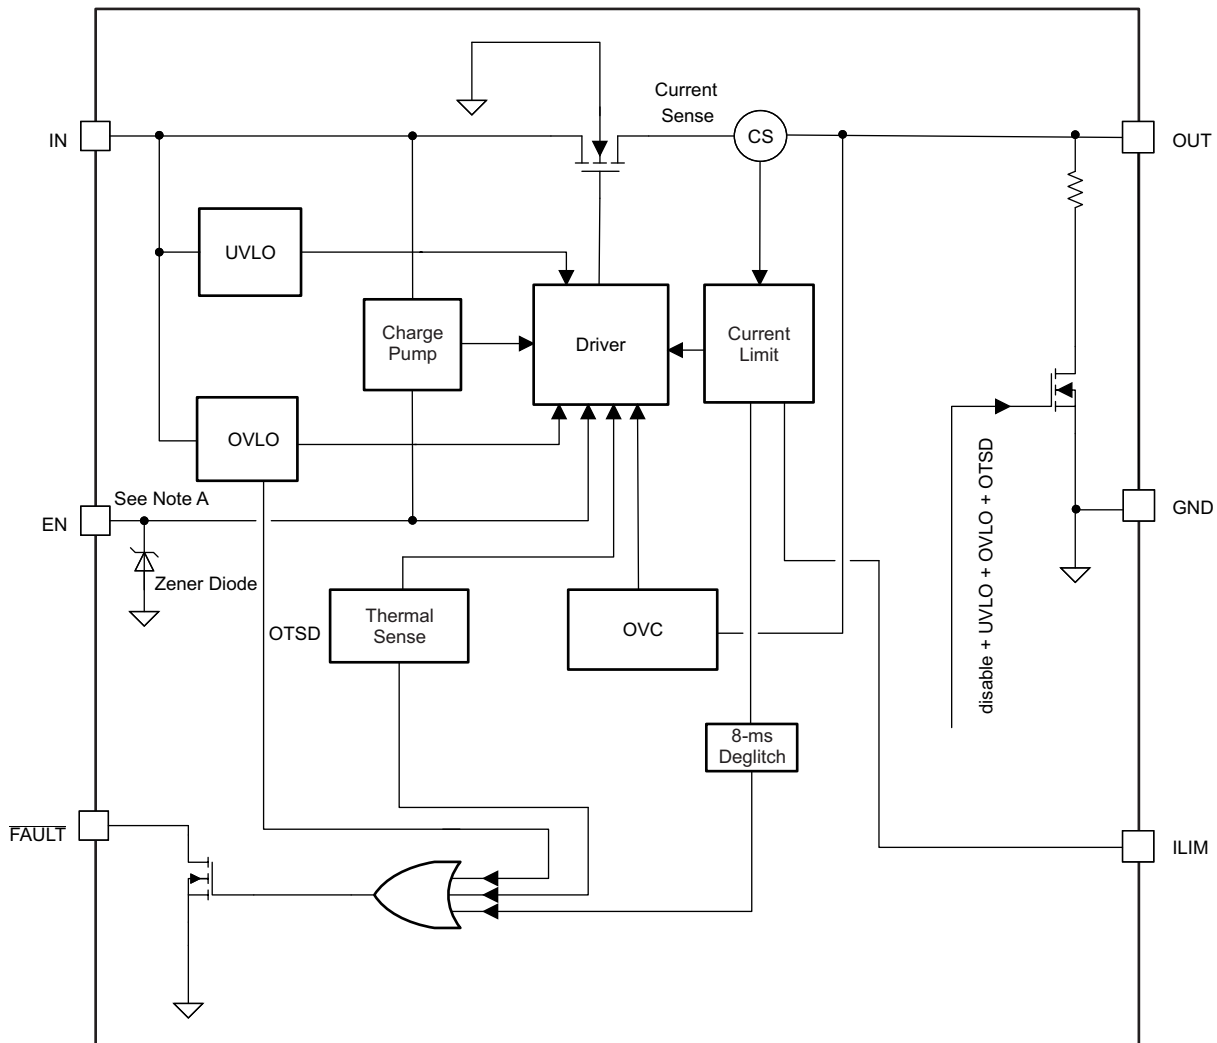 Current
Sense
IN
CS
OUT
UVLO
Charge
Pump
Driver
Current
Limit
OVLO
See Note A
EN
GND
Zener Diode
disable + UVLO + OVLO + OTSD
OTSD
Thermal
Sense
OVC
8-ms
Deglitch
FAULT
ILIM